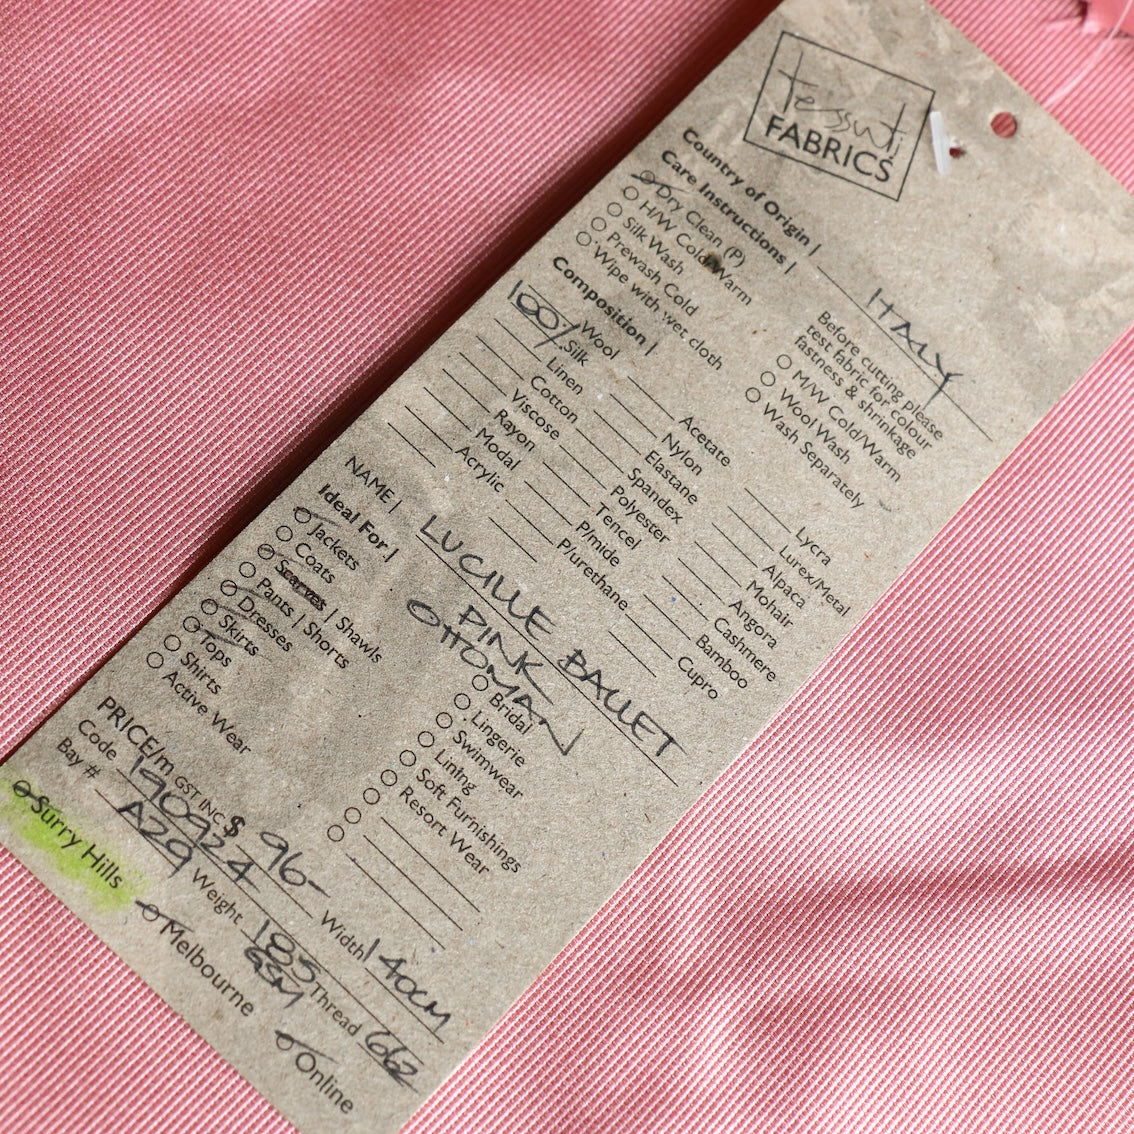 tessuti
FABRICS
Country of Origin | ITALY
Care Instructions |
Dry Clean (P)
H/W Cold/Warm
Silk Wash
Prewash Cold
Wipe with wet cloth
Before cutting please
test fabric for colour
fastness & shrinkage
M/W Cold/Warm
Wool Wash
Wash Separately
Composition |
Wool
100% Silk
Linen
Cotton
Viscose
Rayon
Modal
Acrylic
Acetate
Nylon
Elastane
Spandex
Polyester
Tencel
P/mide
P/urethane
Lycra
Lurex/Metal
Alpaca
Mohair
Angora
Cashmere
Bamboo
Cupro
NAME | LUCILLE BALLET
PINK
OTTOMAN
Ideal For |
Jackets
Coats
Scarves | Shawls
Pants | Shorts
Dresses
Skirts
Tops
Shirts
Active Wear
Bridal
Lingerie
Swimwear
Lining
Soft Furnishings
Resort Wear
PRICE/m GST INC $ 96-
Code 190924 Width 140CM
Bay # A29 Weight 185 GSM Thread 662
Surry Hills
Melbourne
Online